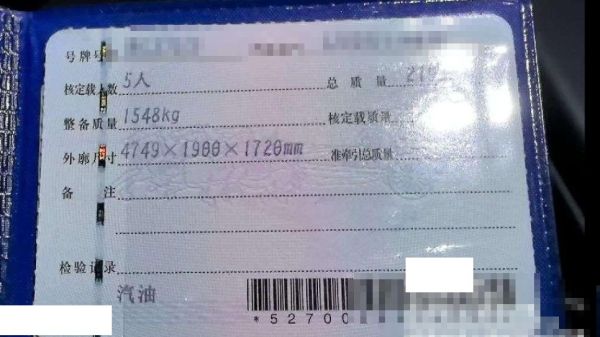 号牌号
核定载人数 5人 总质量 21
整备质量 1548kg 核定载质量
外廓尺寸 4749×1900×1720mm 准牵引总质量
备注
检验记录
汽油
*52700